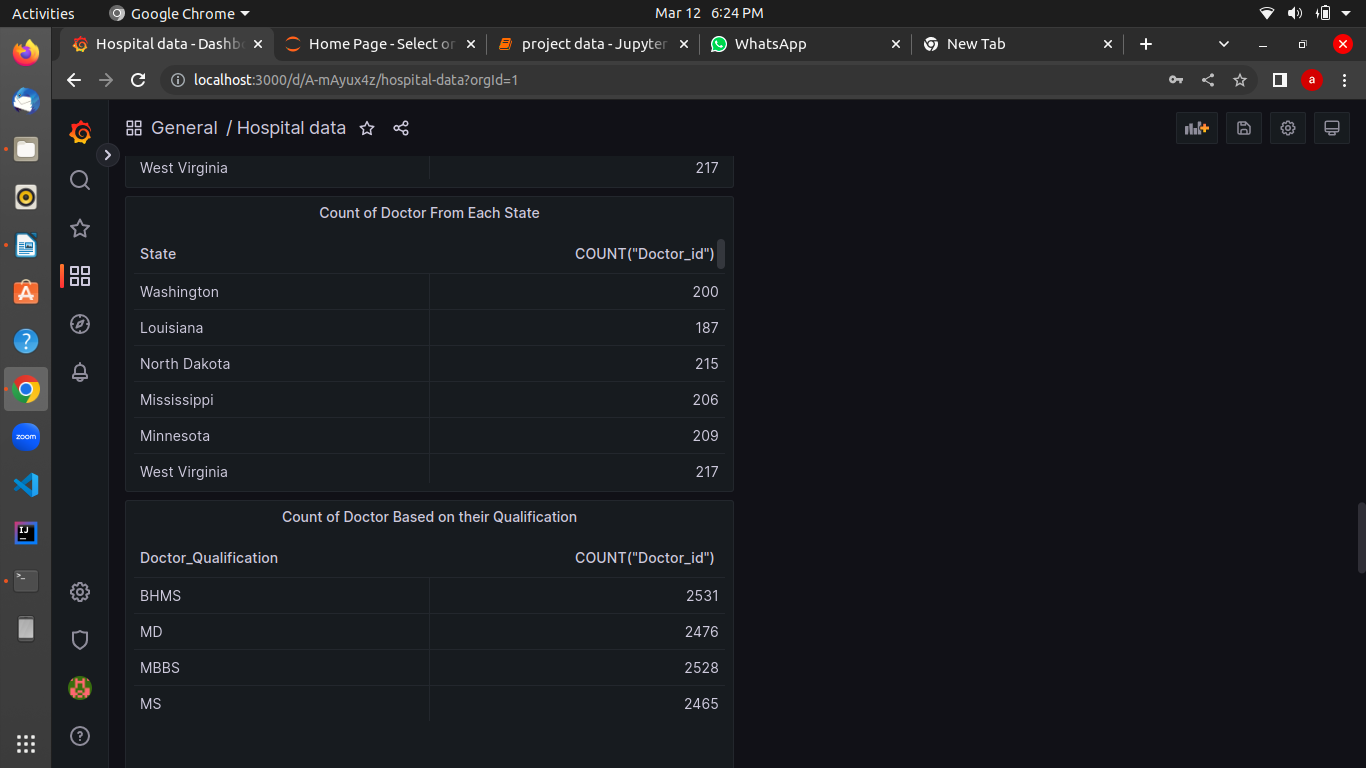 Activities Google Chrome Mar 12 6:24 PM
Hospital data - Dashb Home Page - Select or project data - Jupyter WhatsApp New Tab
localhost:3000/d/A-mAyux4z/hospital-data?orgId=1 a
General / Hospital data
West Virginia 217
Count of Doctor From Each State
State COUNT("Doctor_id")
Washington 200
Louisiana 187
North Dakota 215
Mississippi 206
Minnesota 209
zoom
West Virginia 217
Count of Doctor Based on their Qualification
IJ
Doctor_Qualification COUNT("Doctor_id")
BHMS 2531
MD 2476
MBBS 2528
MS 2465